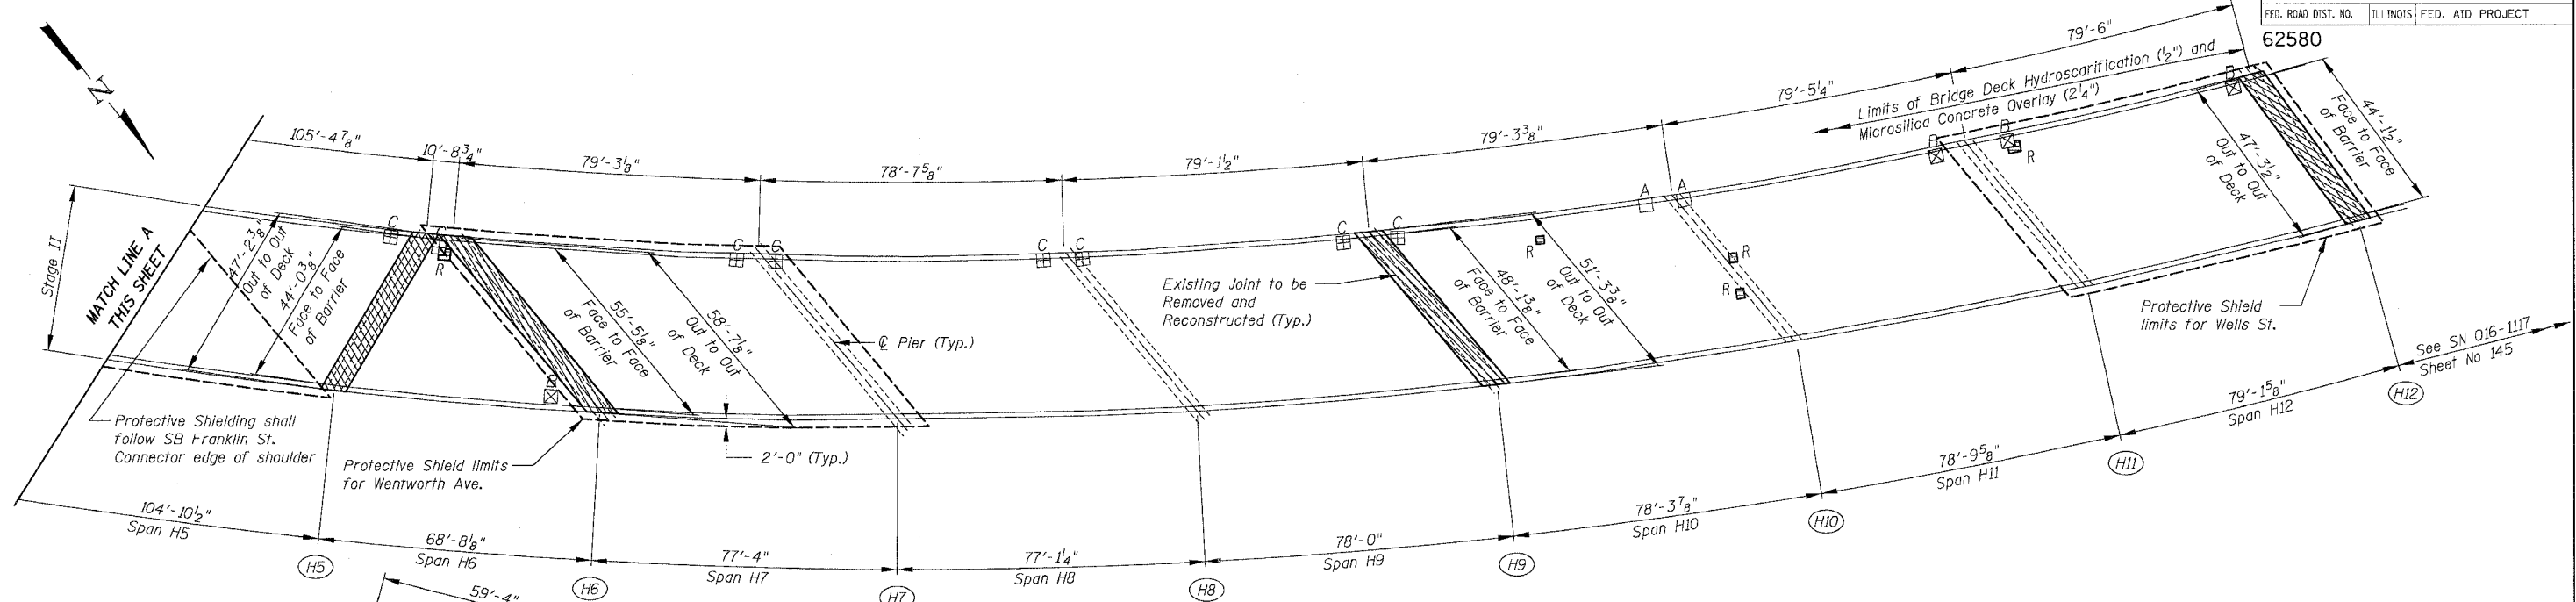 FED. ROAD DIST. NO. ILLINOIS FED. AID PROJECT
62580
N
79'-6"
Limits of Bridge Deck Hydroscarification (1/2") and
Microsilica Concrete Overlay (2 1/4")
79'-5 1/4"
79'-3 3/8"
79'-1 1/2"
78'-7 5/8"
79'-3 1/8"
10'-8 3/4"
105'-4 7/8"
Stage II
MATCH LINE A
THIS SHEET
47'-2 3/8"
Out to Out
of Deck
44'-0 3/8"
Face to Face
of Barrier
C
R
55'-5 1/8"
Face to Face
of Barrier
58'-7 1/8"
Out to Out
of Deck
C C
℄ Pier (Typ.)
C C
Existing Joint to be
Removed and
Reconstructed (Typ.)
C C
48'-1 3/8"
Face to Face
of Barrier
51'-3 3/8"
Out to Out
of Deck
R
A A
R
R
B B
R
B
47'-3 1/2"
Out to Out
of Deck
44'-1 1/2"
Face to Face
of Barrier
Protective Shield
limits for Wells St.
See SN 016-1117
Sheet No 145
Protective Shielding shall
follow SB Franklin St.
Connector edge of shoulder
Protective Shield limits
for Wentworth Ave.
2'-0" (Typ.)
104'-10 1/2"
Span H5
H5
68'-8 1/8"
Span H6
H6
77'-4"
Span H7
H7
77'-1 1/4"
Span H8
H8
78'-0"
Span H9
H9
78'-3 7/8"
Span H10
H10
78'-9 5/8"
Span H11
H11
79'-1 5/8"
Span H12
H12
59'-4"